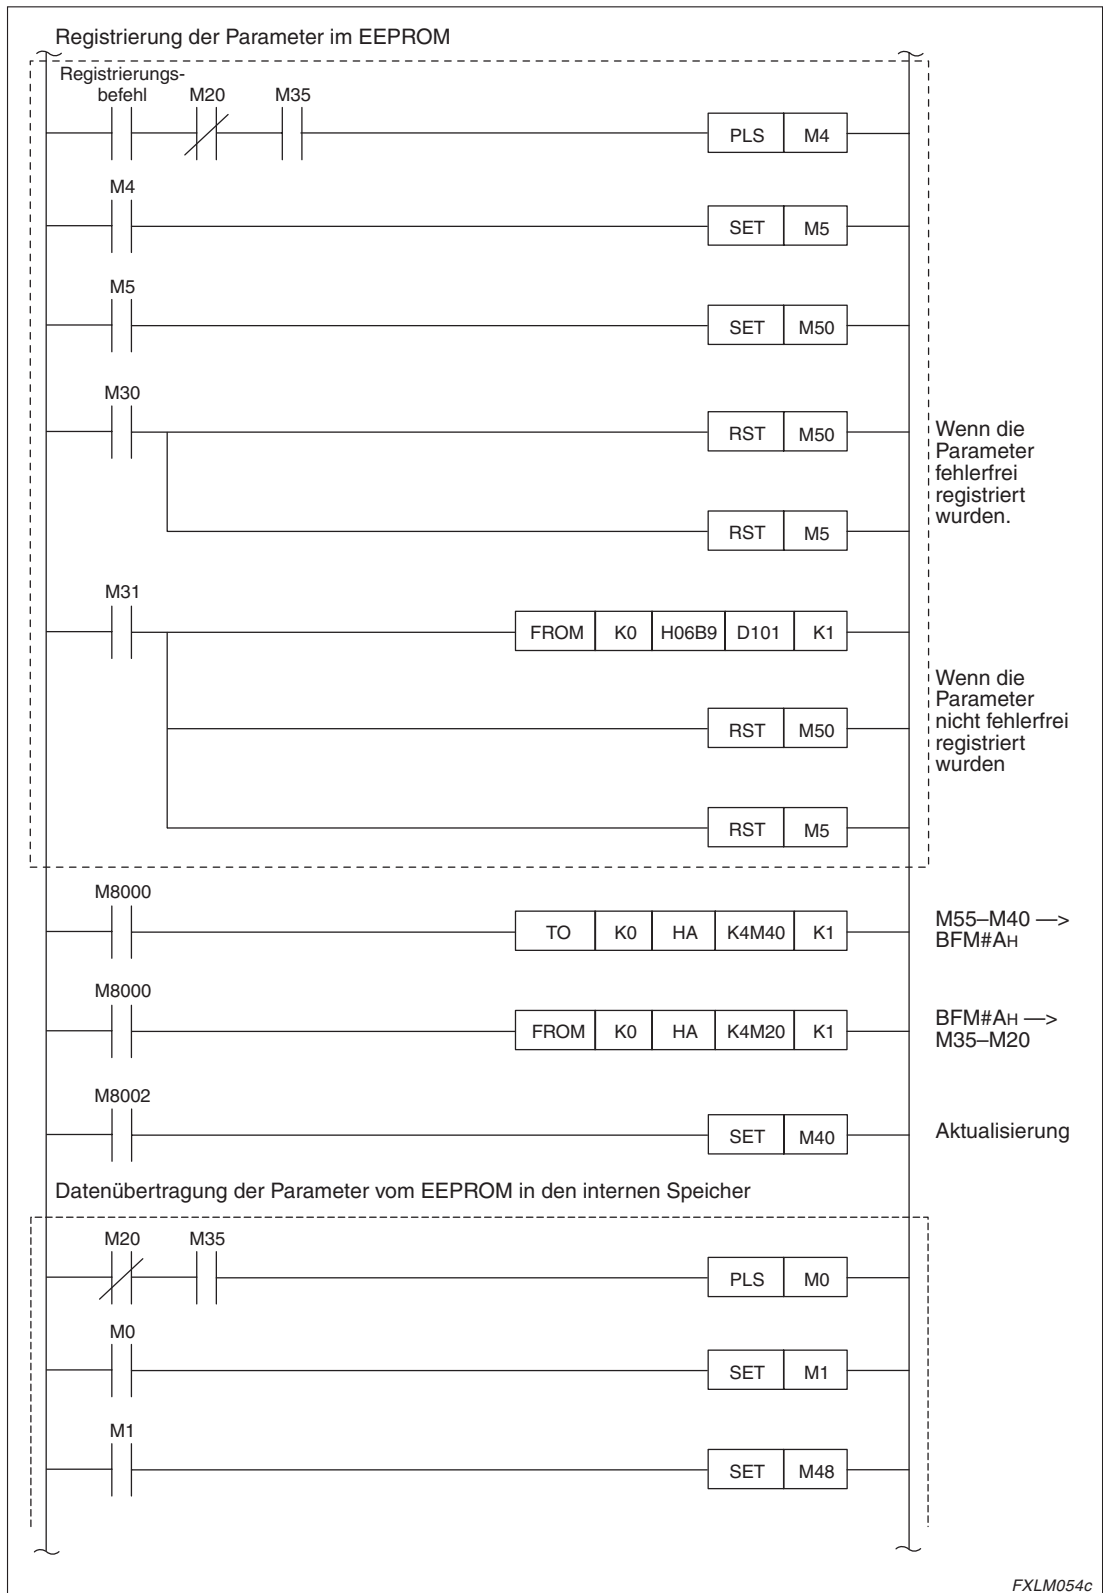 Registrierung der Parameter im EEPROM
Registrierungs-
befehl M20 M35
PLS M4
M4
SET M5
M5
SET M50
M30
RST M50
Wenn die
Parameter
fehlerfrei
registriert
wurden.
RST M5
M31
FROM K0 H06B9 D101 K1
Wenn die
Parameter
nicht fehlerfrei
registriert
wurden
RST M50
RST M5
M8000
TO K0 HA K4M40 K1
M55–M40 —>
BFM#AH
M8000
FROM K0 HA K4M20 K1
BFM#AH —>
M35–M20
M8002
SET M40
Aktualisierung
Datenübertragung der Parameter vom EEPROM in den internen Speicher
M20 M35
PLS M0
M0
SET M1
M1
SET M48
FXLM054c